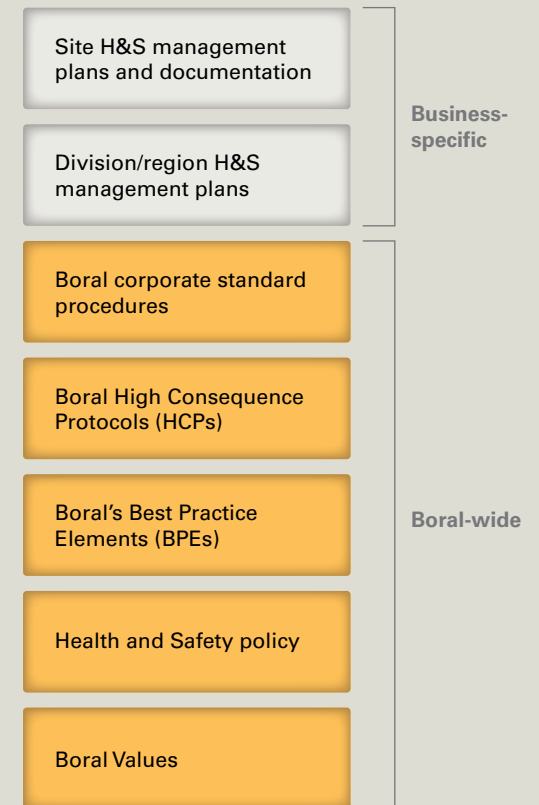 Site H&S management
plans and documentation
Business-
specific
Division/region H&S
management plans
Boral corporate standard
procedures
Boral High Consequence
Protocols (HCPs)
Boral's Best Practice
Elements (BPEs)
Boral-wide
Health and Safety policy
Boral Values